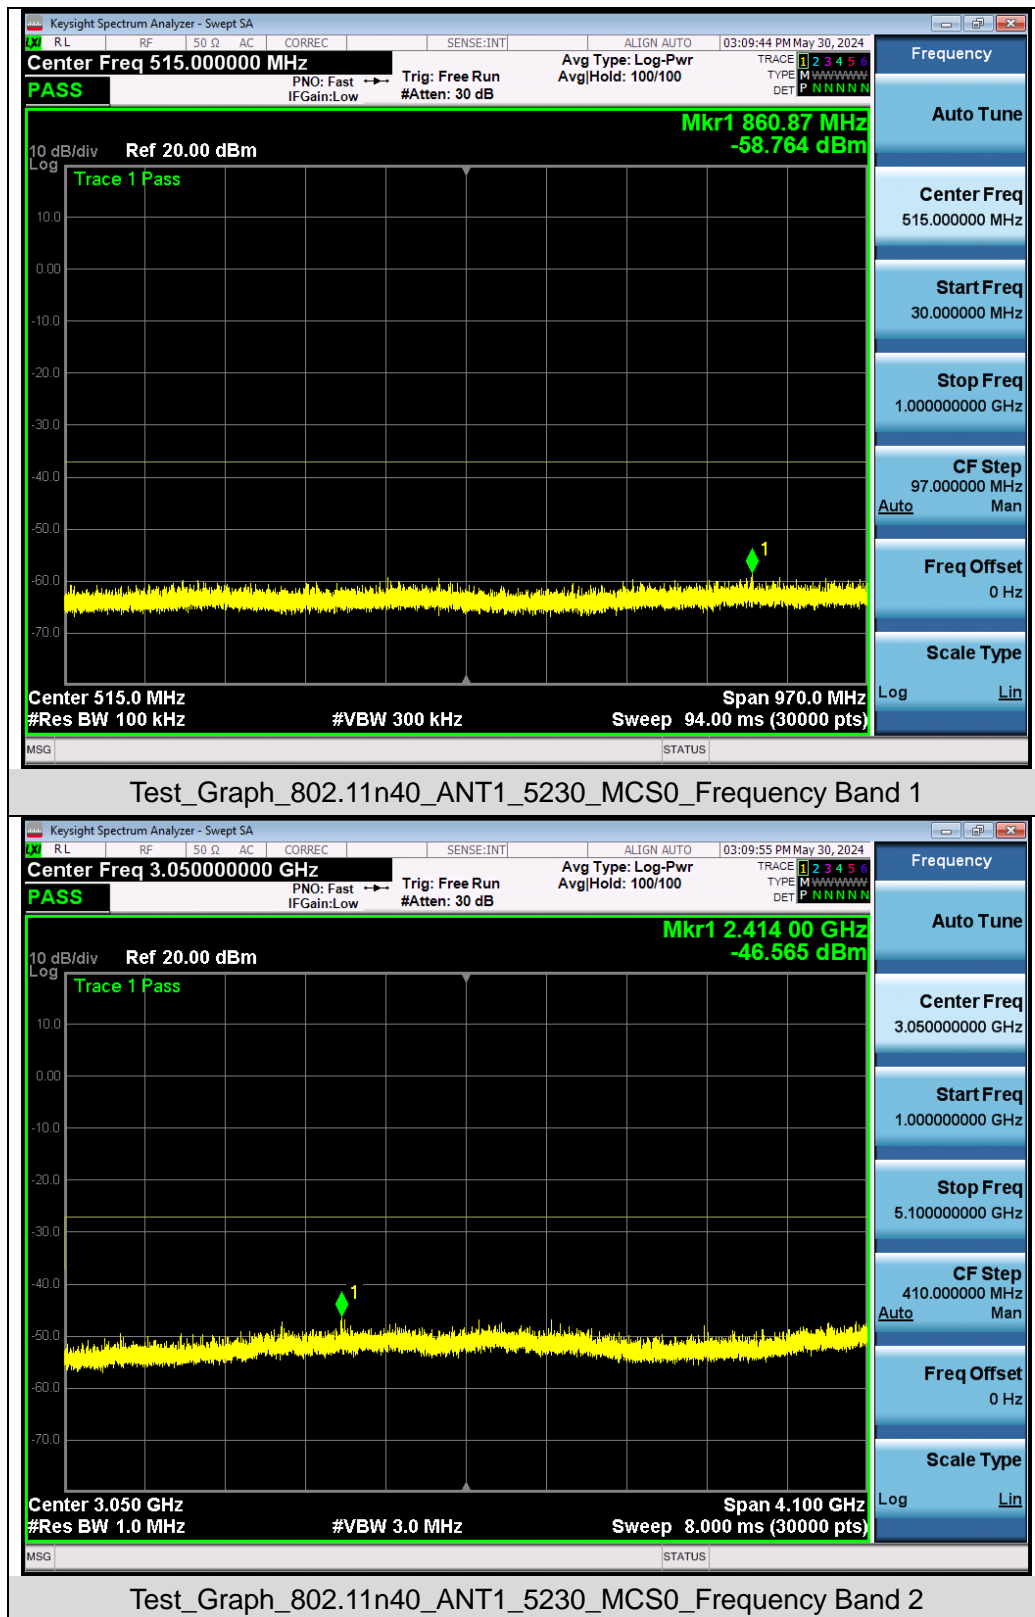 Keysight Spectrum Analyzer - Swept SA
LXI RL RF 50 Ω AC CORREC SENSE:INT ALIGN AUTO 03:09:44 PM May 30, 2024
Center Freq 515.000000 MHz
PASS
PNO: Fast
IFGain:Low
Trig: Free Run
#Atten: 30 dB
Avg Type: Log-Pwr
Avg|Hold: 100/100
TRACE 1 2 3 4 5 6
TYPE M WWWWW
DET P N N N N N
Mkr1 860.87 MHz
-58.764 dBm
10 dB/div Ref 20.00 dBm
Log
Trace 1 Pass
10.0
0.00
-10.0
-20.0
-30.0
-40.0
-50.0
-60.0
-70.0
1
Center 515.0 MHz Span 970.0 MHz
#Res BW 100 kHz #VBW 300 kHz Sweep 94.00 ms (30000 pts)
MSG STATUS
Frequency
Auto Tune
Center Freq
515.000000 MHz
Start Freq
30.000000 MHz
Stop Freq
1.000000000 GHz
CF Step
97.000000 MHz
Auto Man
Freq Offset
0 Hz
Scale Type
Log Lin
Test_Graph_802.11n40_ANT1_5230_MCS0_Frequency Band 1
Keysight Spectrum Analyzer - Swept SA
LXI RL RF 50 Ω AC CORREC SENSE:INT ALIGN AUTO 03:09:55 PM May 30, 2024
Center Freq 3.050000000 GHz
PASS
PNO: Fast
IFGain:Low
Trig: Free Run
#Atten: 30 dB
Avg Type: Log-Pwr
Avg|Hold: 100/100
TRACE 1 2 3 4 5 6
TYPE M WWWWW
DET P N N N N N
Mkr1 2.414 00 GHz
-46.565 dBm
10 dB/div Ref 20.00 dBm
Log
Trace 1 Pass
10.0
0.00
-10.0
-20.0
-30.0
-40.0
-50.0
-60.0
-70.0
1
Center 3.050 GHz Span 4.100 GHz
#Res BW 1.0 MHz #VBW 3.0 MHz Sweep 8.000 ms (30000 pts)
MSG STATUS
Frequency
Auto Tune
Center Freq
3.050000000 GHz
Start Freq
1.000000000 GHz
Stop Freq
5.100000000 GHz
CF Step
410.000000 MHz
Auto Man
Freq Offset
0 Hz
Scale Type
Log Lin
Test_Graph_802.11n40_ANT1_5230_MCS0_Frequency Band 2